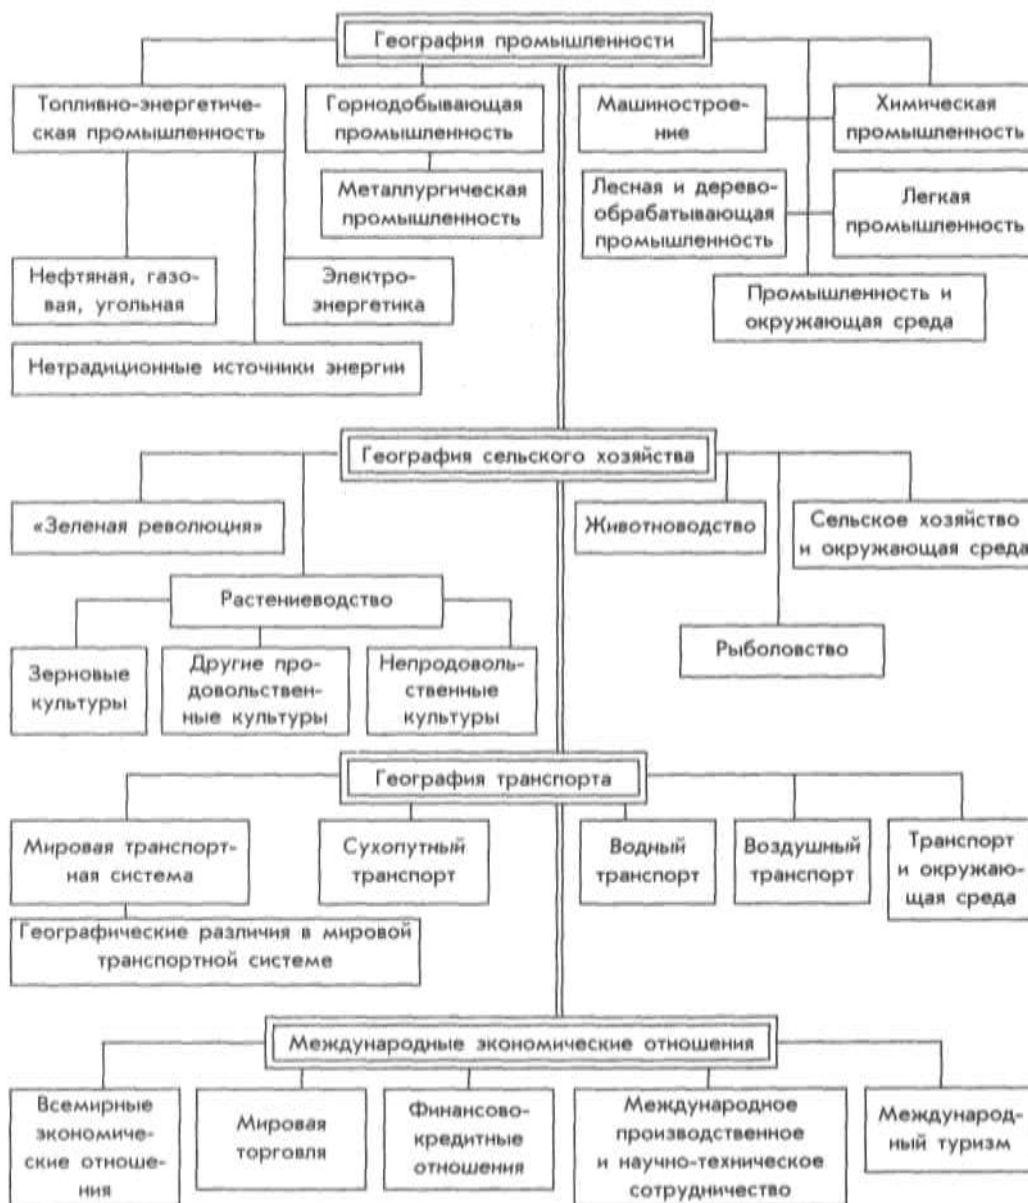 География промышленности
Топливно-энергетиче-
ская промышленность
Горнодобывающая
промышленность
Машинострое-
ние
Химическая
промышленность
Металлургическая
промышленность
Лесная и дерево-
обрабатывающая
промышленность
Легкая
промышленность
Нефтяная, газо-
вая, угольная
Электро-
энергетика
Промышленность и
окружающая среда
Нетрадиционные источники энергии
География сельского хозяйства
«Зеленая революция»
Животноводство
Сельское хозяйство
и окружающая среда
Растениеводство
Рыболовство
Зерновые
культуры
Другие про-
довольствен-
ные культуры
Непродоволь-
ственные
культуры
География транспорта
Мировая транспорт-
ная система
Сухопутный
транспорт
Водный
транспорт
Воздушный
транспорт
Транспорт
и окружаю-
щая среда
Географические различия в мировой
транспортной системе
Международные экономические отношения
Всемирные
экономиче-
ские отноше-
ния
Мировая
торговля
Финансово-
кредитные
отношения
Международное
производственное
и научно-техническое
сотрудничество
Международ-
ный туризм